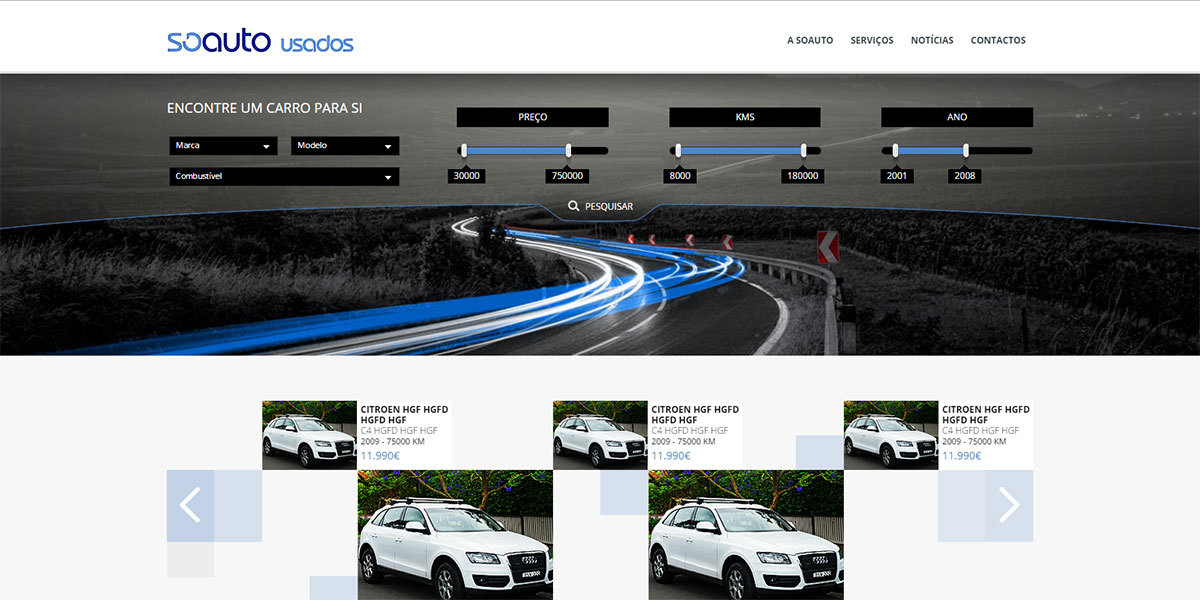 soauto usados
A SOAUTO SERVIÇOS NOTÍCIAS CONTACTOS
ENCONTRE UM CARRO PARA SI
Marca Modelo
Combustível
PREÇO
30000 750000
KMS
8000 180000
ANO
2001 2008
PESQUISAR
CITROEN HGF HGFD
HGFD HGF
C4 HGFD HGF HGF
2009 - 75000 KM
11.990€
CITROEN HGF HGFD
HGFD HGF
C4 HGFD HGF HGF
2009 - 75000 KM
11.990€
CITROEN HGF HGFD
HGFD HGF
C4 HGFD HGF HGF
2009 - 75000 KM
11.990€